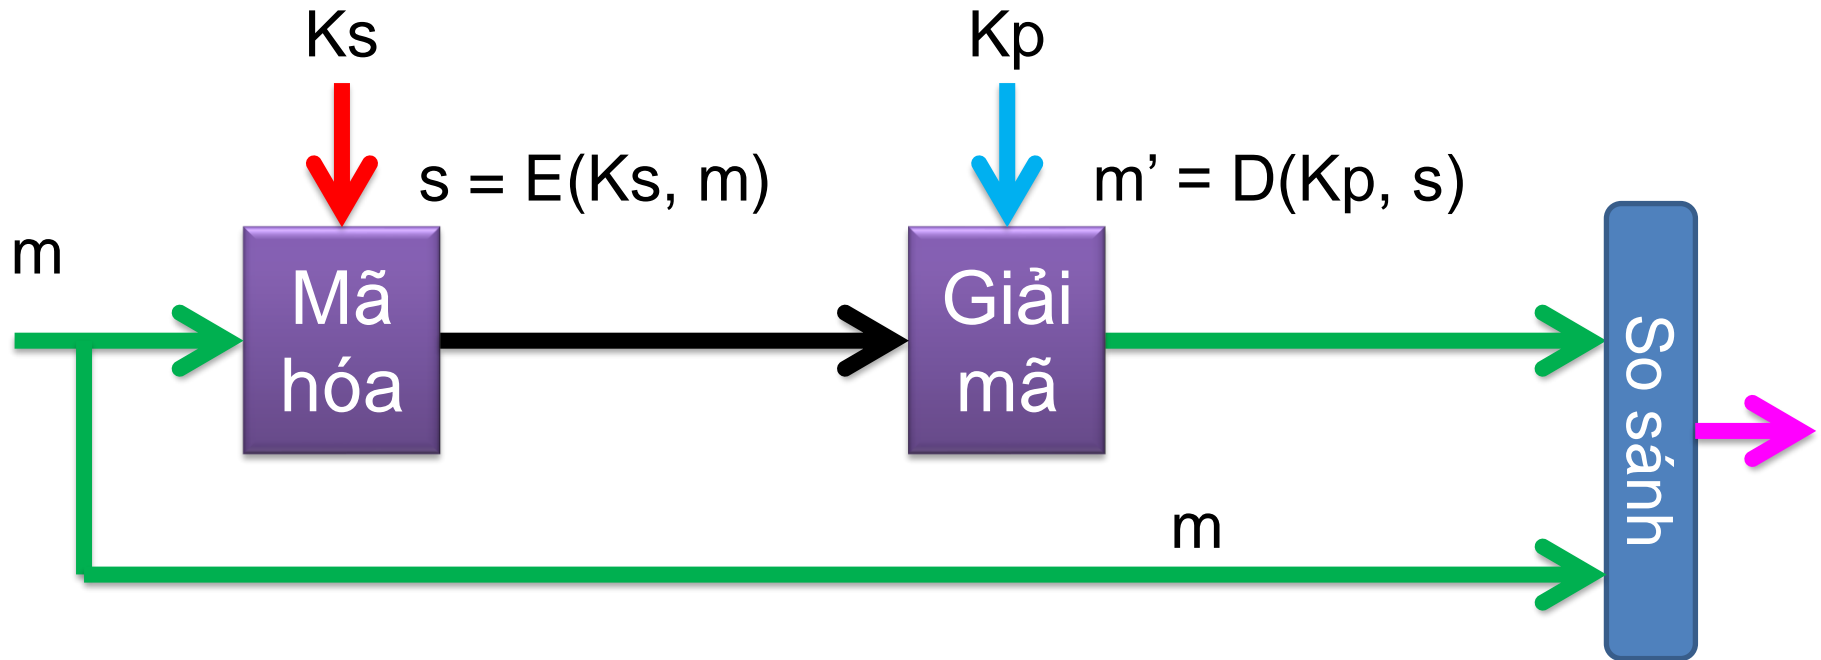 Ks
Kp
s = E(Ks, m)
m’ = D(Kp, s)
m
Mã
hóa
Giải
mã
So sánh
m